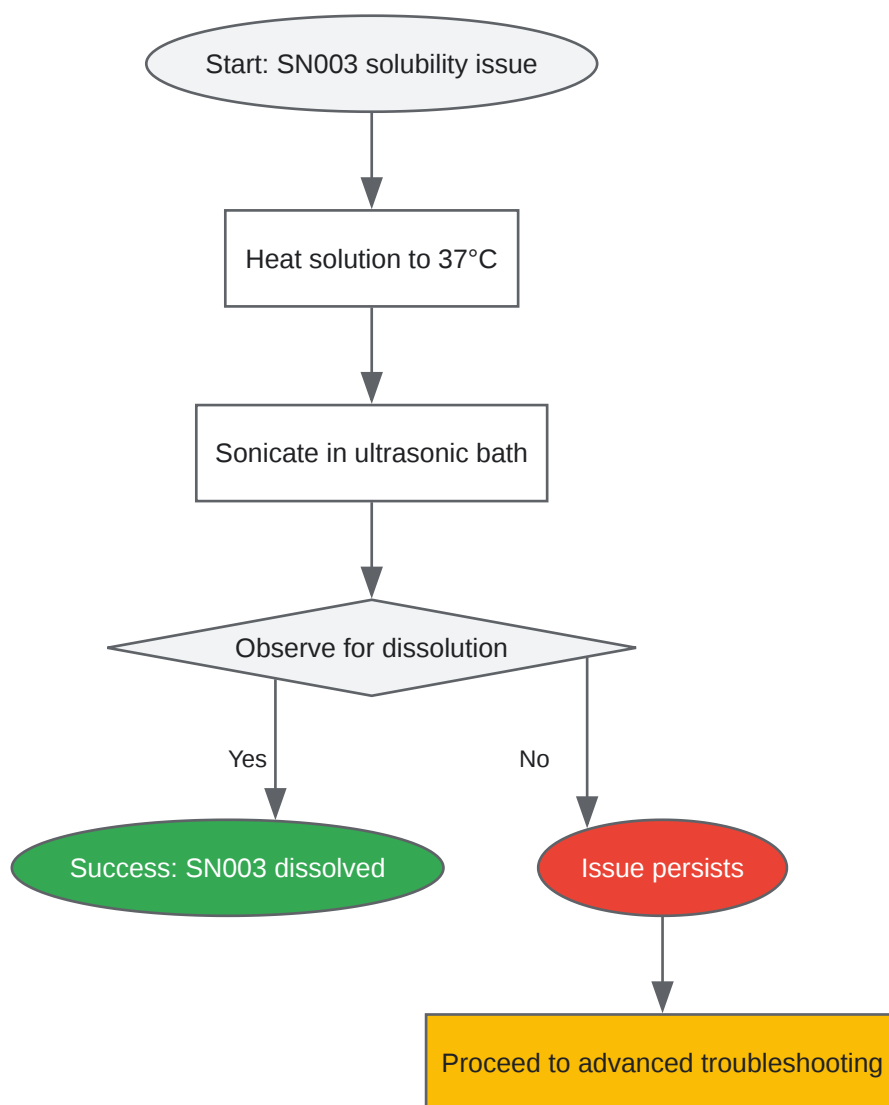 Start: SN003 solubility issue
Heat solution to 37°C
Sonicate in ultrasonic bath
Observe for dissolution
Yes
No
Success: SN003 dissolved
Issue persists
Proceed to advanced troubleshooting